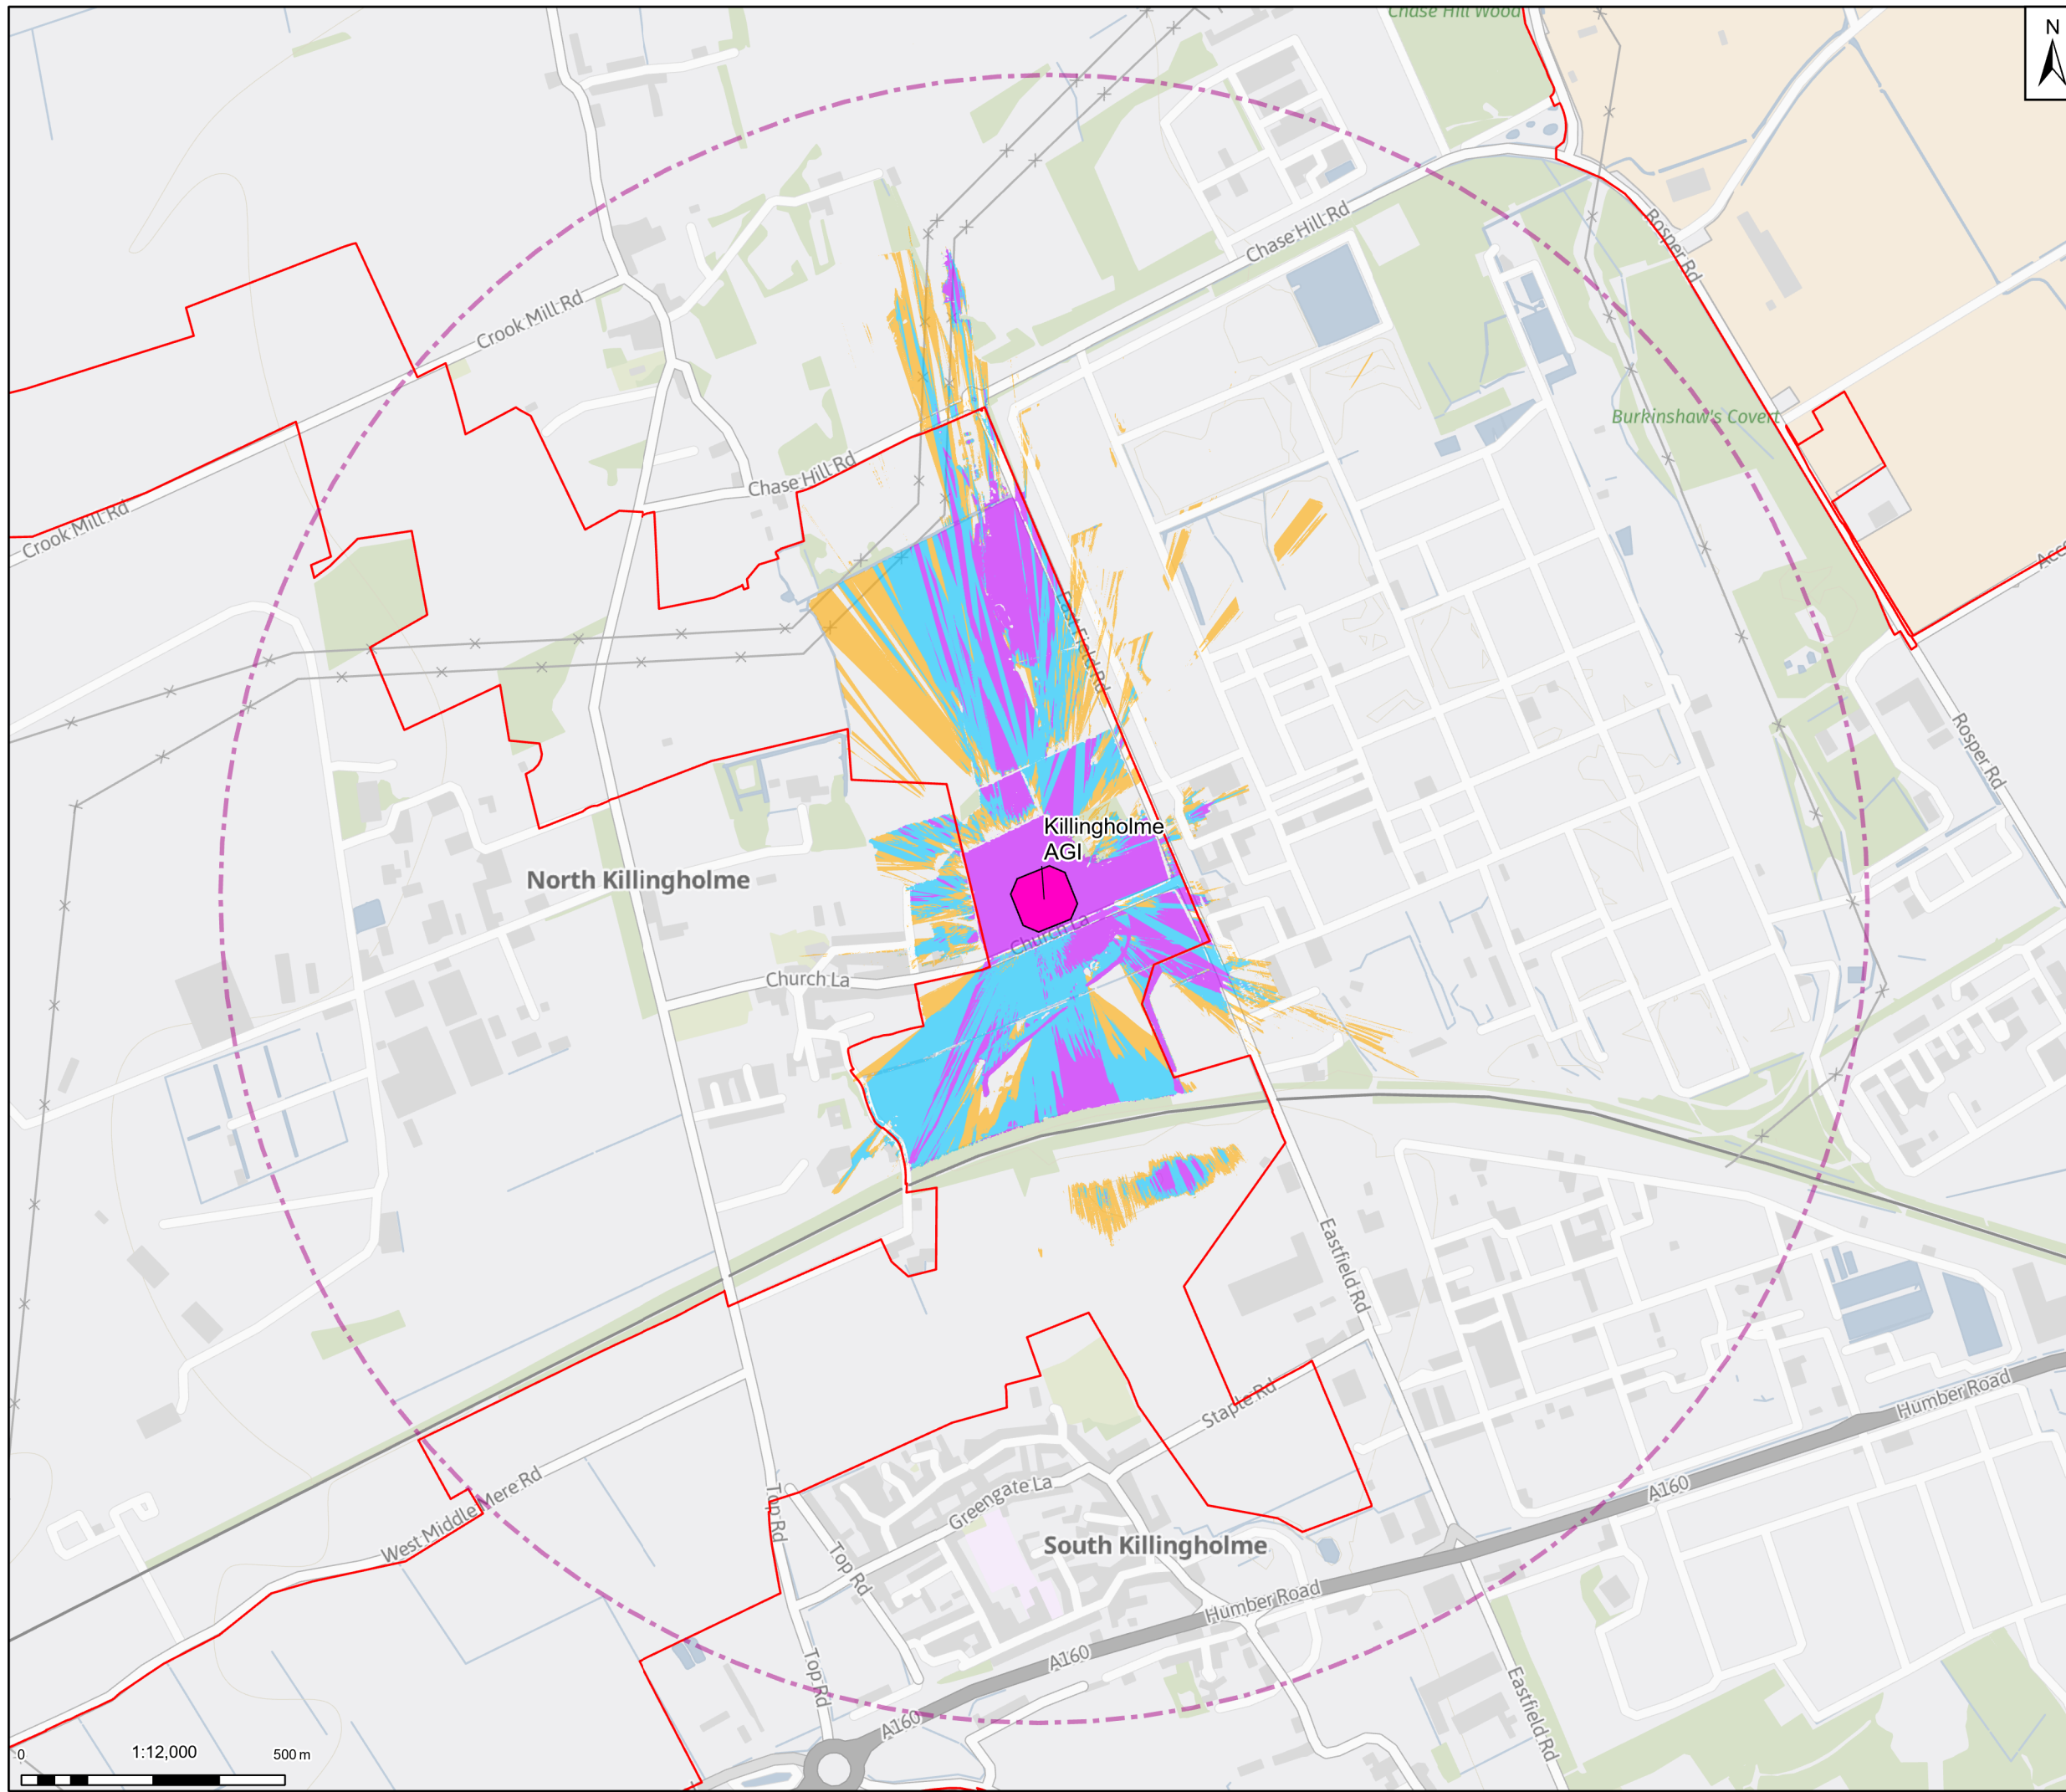 Chase Hill Wood
N
Rosper Rd
Chase Hill Rd
Crook Mill Rd
Burkinshaw's Covert
Chase Hill Rd
Crook Mill Rd
East Field Rd
Rosper Rd
Killingholme
AGI
North Killingholme
Church La
Church La
Eastfield Rd
Staple Rd
Humber Road
A160
West Middle Mere Rd
Top Rd
Greengate La
South Killingholme
Top Rd
Humber Road
A160
Top Rd
Eastfield Rd
A160
0
1:12,000
500 m